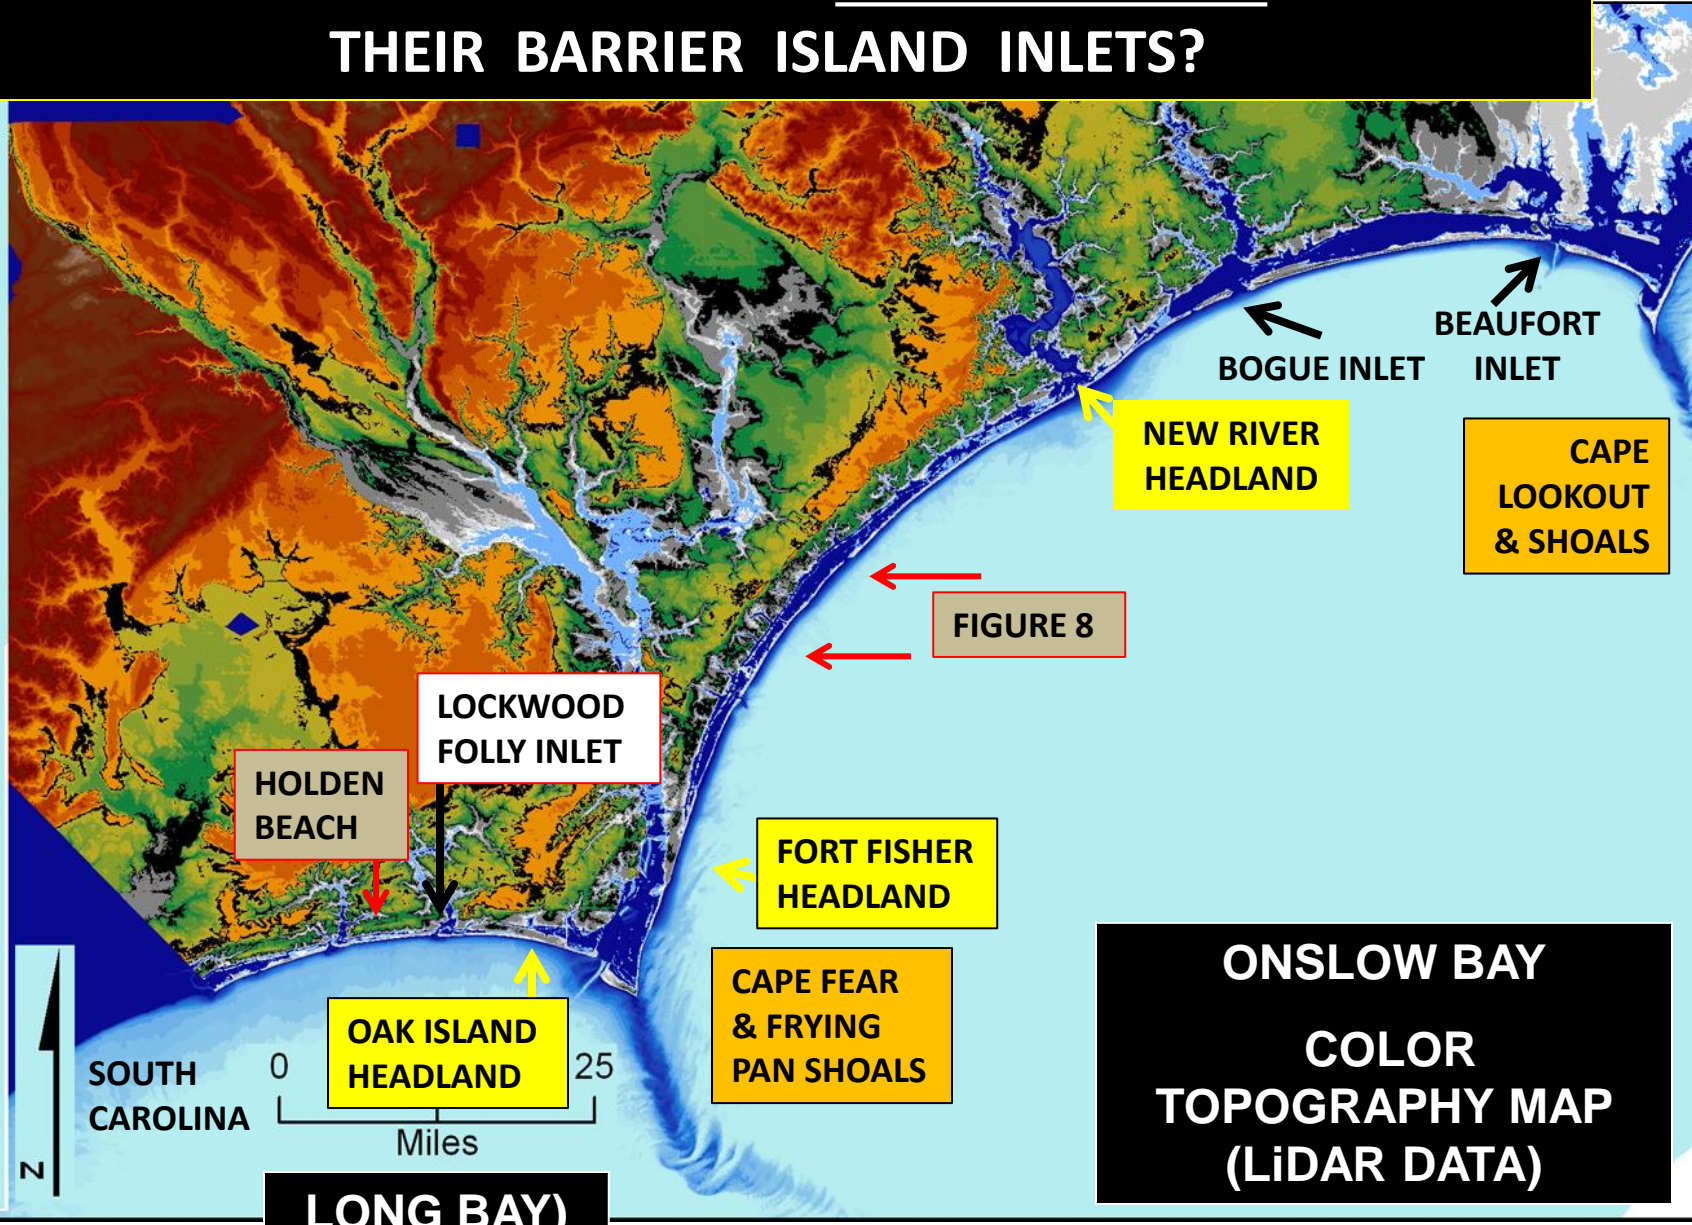 THEIR BARRIER ISLAND INLETS?
BEAUFORT
INLET
BOGUE INLET
NEW RIVER
HEADLAND
CAPE
LOOKOUT
& SHOALS
FIGURE 8
LOCKWOOD
FOLLY INLET
HOLDEN
BEACH
FORT FISHER
HEADLAND
CAPE FEAR
& FRYING
PAN SHOALS
OAK ISLAND
HEADLAND
SOUTH
CAROLINA
0 25
Miles
N
ONSLOW BAY
COLOR
TOPOGRAPHY MAP
(LiDAR DATA)
LONG BAY)